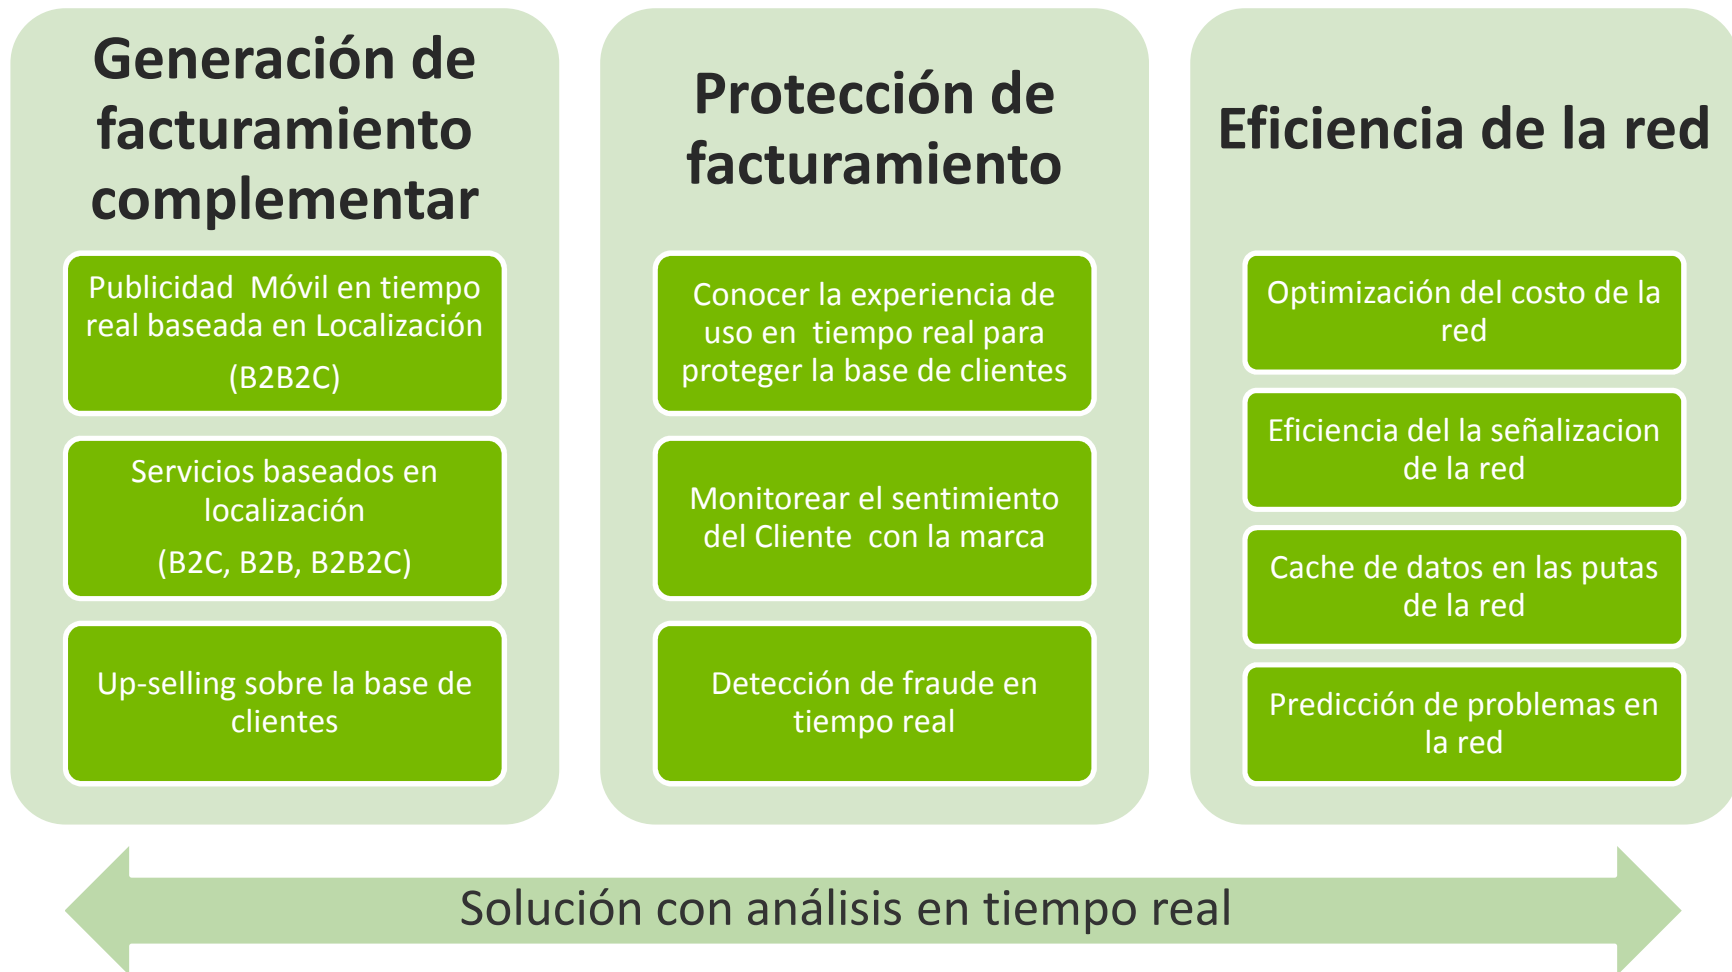 Generación de
facturamiento
complementar
Publicidad  Móvil en tiempo
real baseada en Localización
(B2B2C)
Servicios baseados en
localización
(B2C, B2B, B2B2C)
Up-selling sobre la base de
clientes
Protección de
facturamiento
Conocer la experiencia de
uso en  tiempo real para
proteger la base de clientes
Monitorear el sentimiento
del Cliente  con la marca
Detección de fraude en
tiempo real
Eficiencia de la red
Optimización del costo de la
red
Eficiencia del la señalizacion
de la red
Cache de datos en las putas
de la red
Predicción de problemas en
la red
Solución con análisis en tiempo real